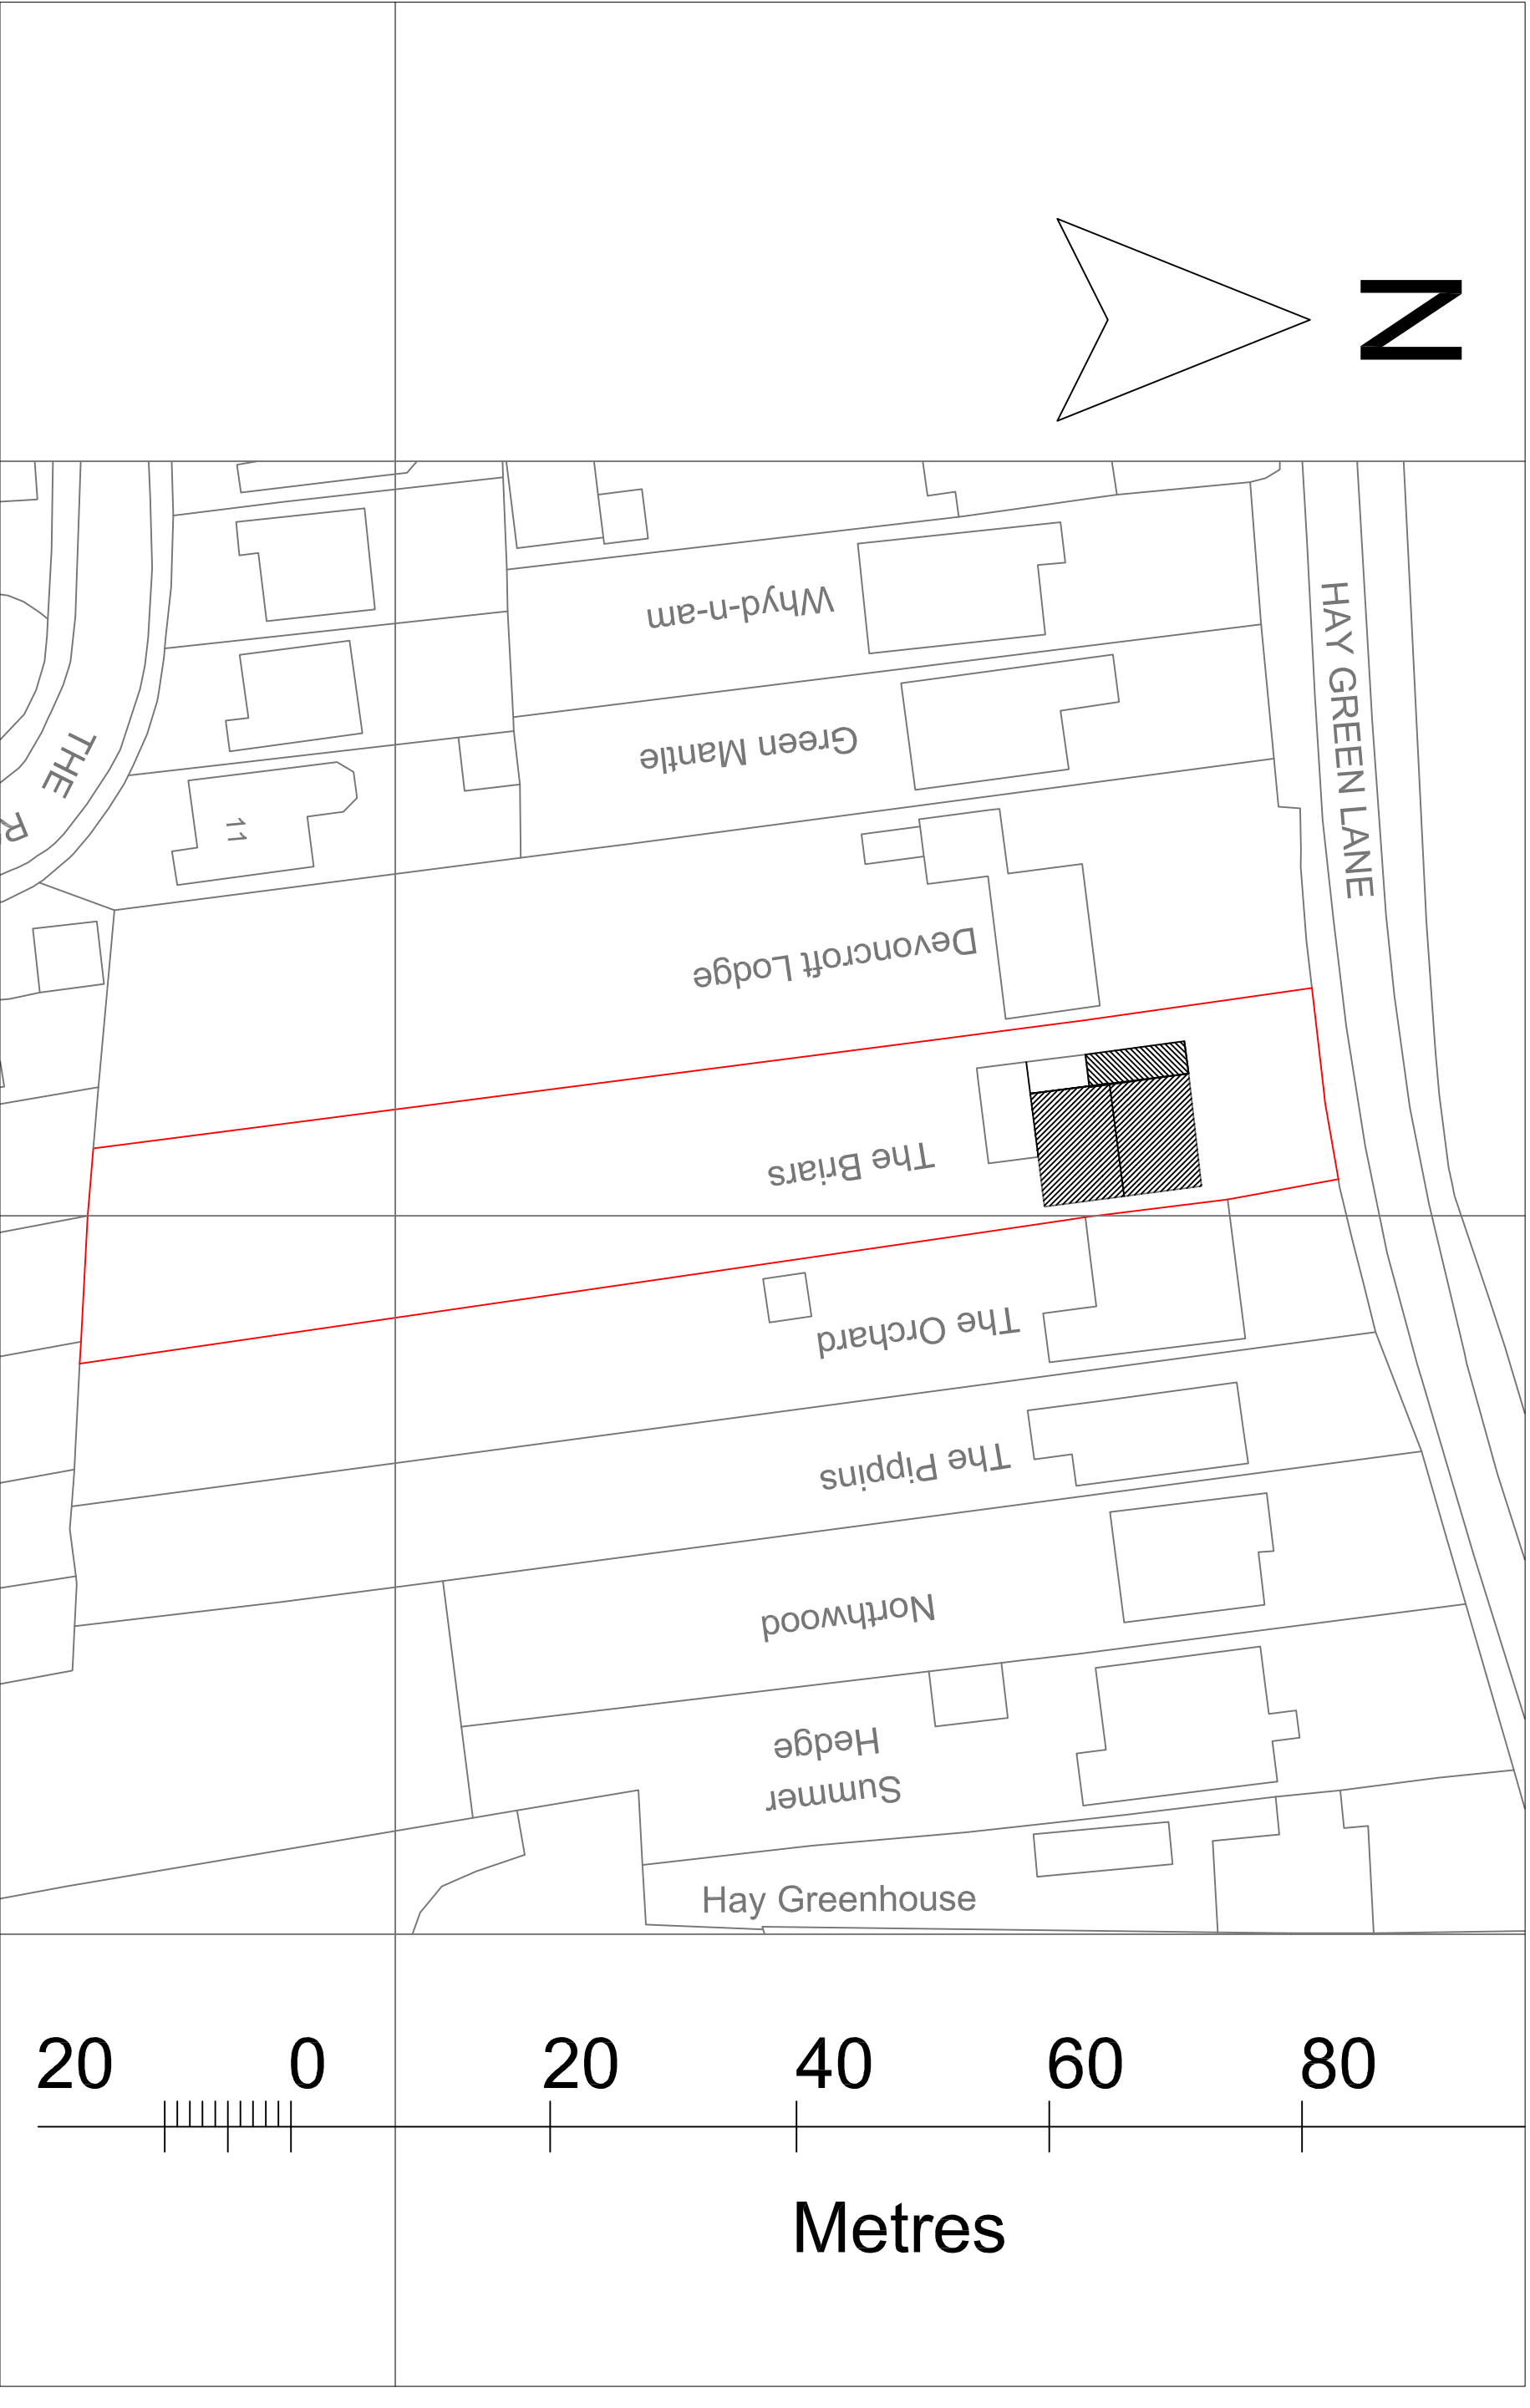 N
HAY GREEN LANE
Whyd-n-am
Green Mantle
THE
R
11
Devoncroft Lodge
The Briars
The Orchard
The Pippins
Northwood
Summer
Hedge
Hay Greenhouse
20 0 20 40 60 80
Metres